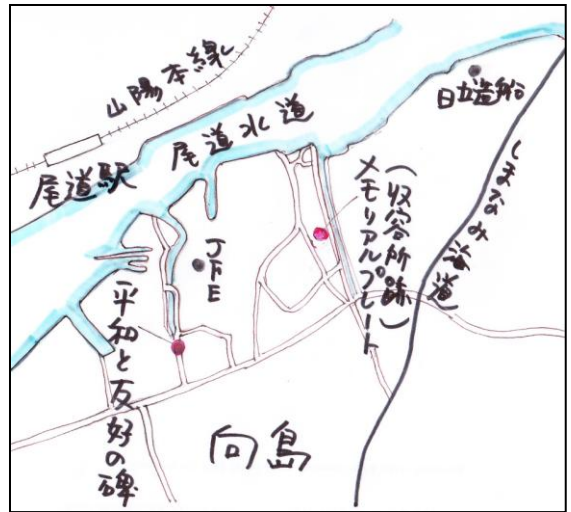 山陽本線
尾道駅
尾道水道
日立造船
しまなみ海道
(収容所跡)
メモリアルプレート
JFE
平和と友好の碑
向島